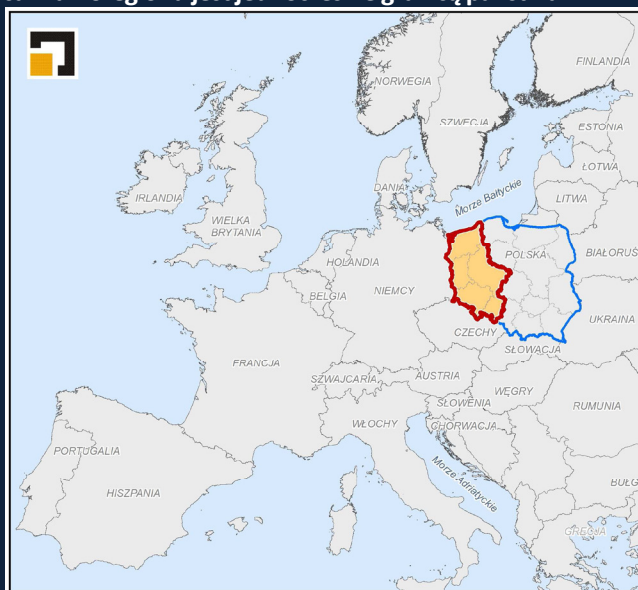 FINLANDIA
NORWEGIA
SZWECJA
ESTONIA
ŁOTWA
DANIA
Morze Bałtyckie
LITWA
IRLANDIA
WIELKA
BRYTANIA
POLSKA
BIAŁORUŚ
HOLANDIA
NIEMCY
BELGIA
UKRAINA
CZECHY
SŁOWACJA
FRANCJA
SZWAJCARIA
AUSTRIA
WĘGRY
SŁOWENIA
RUMUNIA
CHORWACJA
WŁOCHY
PORTUGALIA
Morze Adriatyckie
HISZPANIA
BUŁG
GRECJA